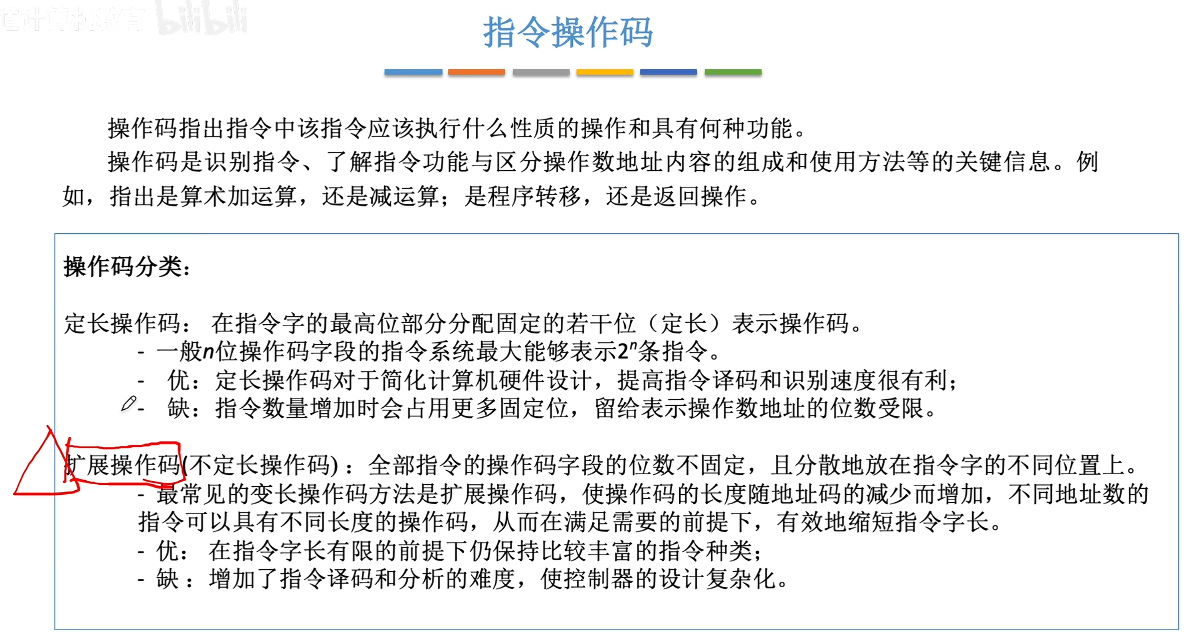 bilibili
指令操作码
操作码指出指令中该指令应该执行什么性质的操作和具有何种功能。
操作码是识别指令、了解指令功能与区分操作数地址内容的组成和使用方法等的关键信息。例
如，指出是算术加运算，还是减运算；是程序转移，还是返回操作。
操作码分类：
定长操作码： 在指令字的最高位部分分配固定的若干位（定长）表示操作码。
- 一般n位操作码字段的指令系统最大能够表示2ⁿ条指令。
- 优：定长操作码对于简化计算机硬件设计，提高指令译码和识别速度很有利；
- 缺：指令数量增加时会占用更多固定位，留给表示操作数地址的位数受限。
扩展操作码(不定长操作码)：全部指令的操作码字段的位数不固定，且分散地放在指令字的不同位置上。
- 最常见的变长操作码方法是扩展操作码，使操作码的长度随地址码的减少而增加，不同地址数的
指令可以具有不同长度的操作码，从而在满足需要的前提下，有效地缩短指令字长。
- 优： 在指令字长有限的前提下仍保持比较丰富的指令种类；
- 缺 ：增加了指令译码和分析的难度，使控制器的设计复杂化。